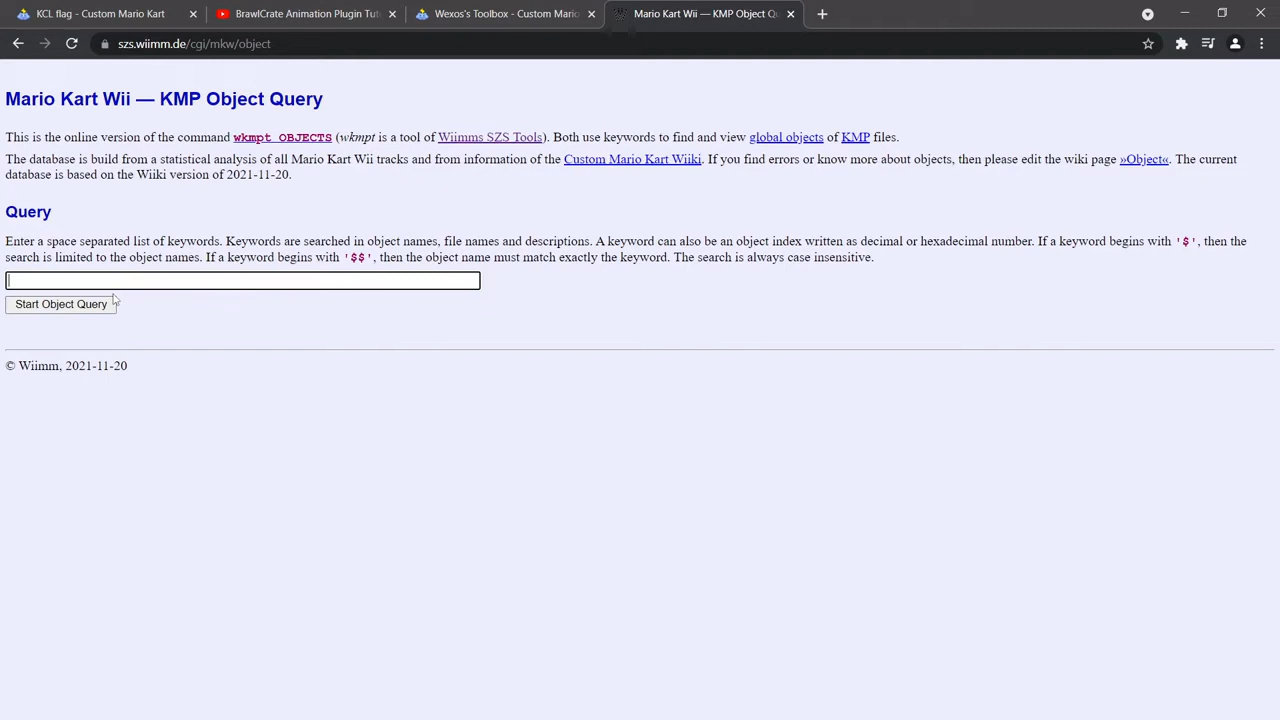 KCL flag - Custom Mario Kart
BrawlCrate Animation Plugin Tut
Wexos's Toolbox - Custom Mario
Mario Kart Wii — KMP Object Qu
szs.wiimm.de/cgi/mkw/object
Mario Kart Wii — KMP Object Query
This is the online version of the command wkmpt OBJECTS (wkmpt is a tool of Wiimms SZS Tools). Both use keywords to find and view global objects of KMP files.
The database is build from a statistical analysis of all Mario Kart Wii tracks and from information of the Custom Mario Kart Wiiki. If you find errors or know more about objects, then please edit the wiki page »Object«. The current
database is based on the Wiiki version of 2021-11-20.
Query
Enter a space separated list of keywords. Keywords are searched in object names, file names and descriptions. A keyword can also be an object index written as decimal or hexadecimal number. If a keyword begins with '$', then the
search is limited to the object names. If a keyword begins with '$$', then the object name must match exactly the keyword. The search is always case insensitive.
Start Object Query
© Wiimm, 2021-11-20